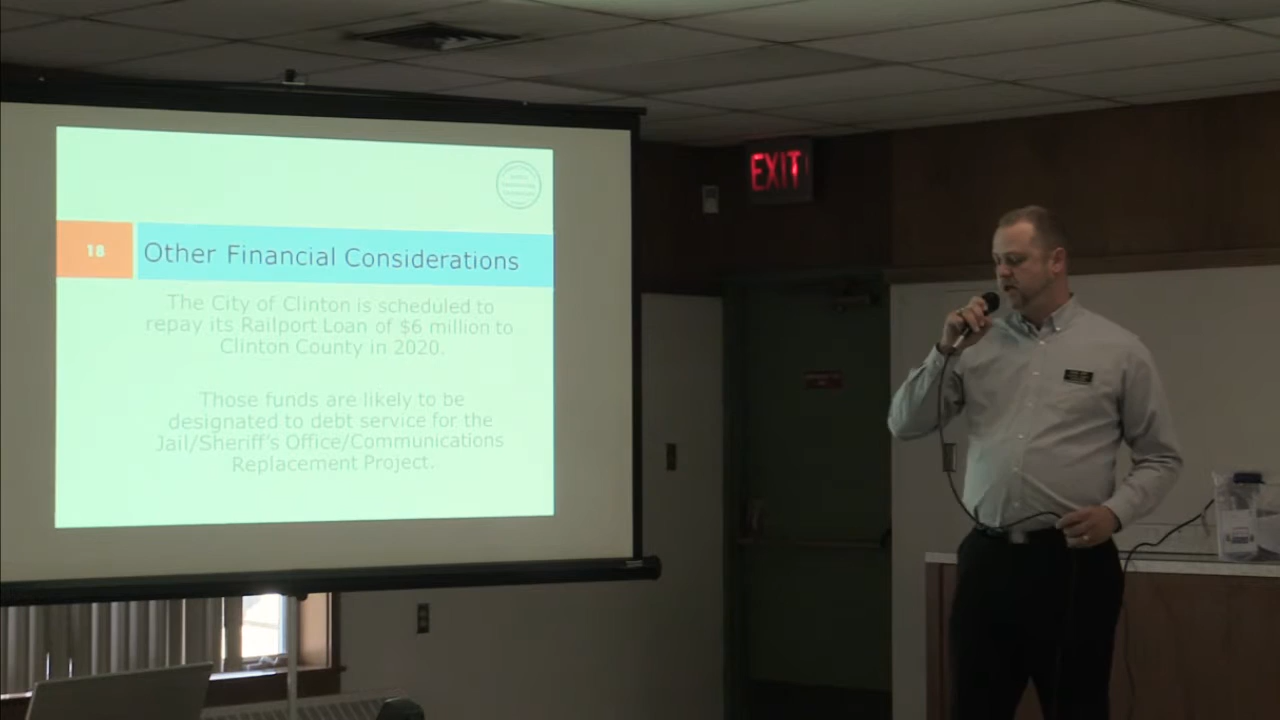 18
Other Financial Considerations
The City of Clinton is scheduled to
repay its Railport Loan of $6 million to
Clinton County in 2020.
Those funds are likely to be
designated to debt service for the
Jail/Sheriff's Office/Communications
Replacement Project.
EXIT